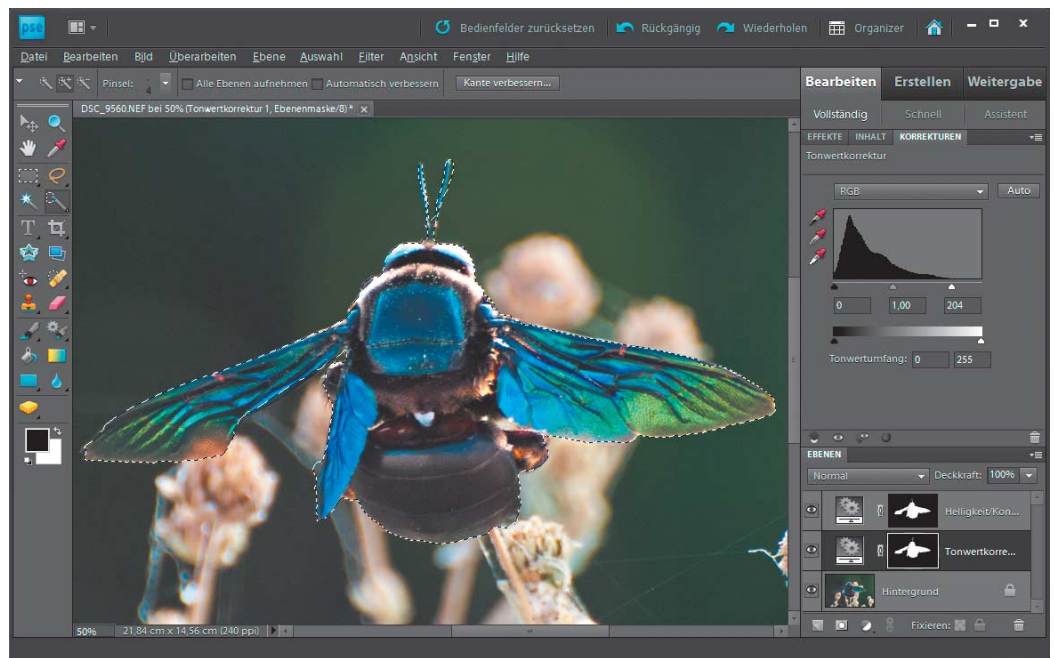 pse Bedienfelder zurücksetzen Rückgängig Wiederholen Organizer
Datei Bearbeiten Bild Überarbeiten Ebene Auswahl Filter Ansicht Fenster Hilfe
Pinsel: 4 Alle Ebenen aufnehmen Automatisch verbessern Kante verbessern...
DSC_9560.NEF bei 50% (Tonwertkorrektur 1, Ebenenmaske/8) *
Bearbeiten Erstellen Weitergabe
Vollständig Schnell Assistent
EFFEKTE INHALT KORREKTUREN
Tonwertkorrektur
RGB Auto
0 1,00 204
Tonwertumfang: 0 255
EBENEN
Normal Deckkraft: 100%
Helligkeit/Kon...
Tonwertkorre...
Hintergrund
Fixieren:
50% 21,84 cm x 14,56 cm (240 ppi)